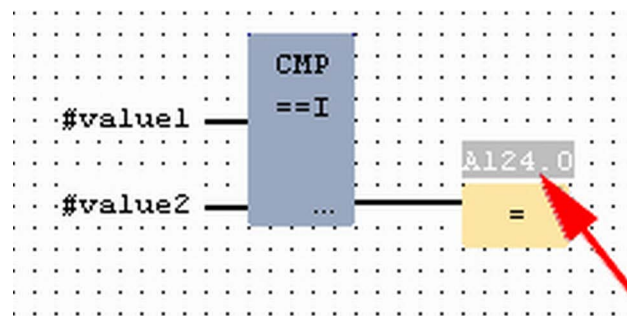 CMP
==I
#value1
A124.0
#value2
...
=